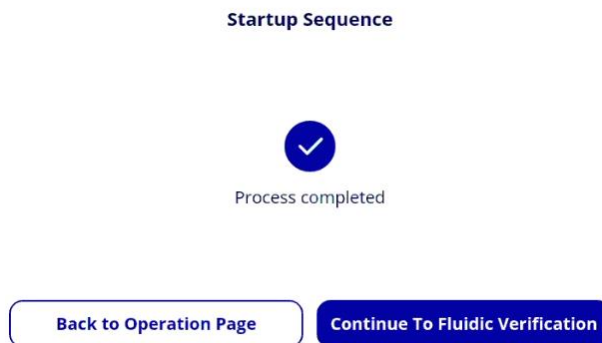 Startup Sequence
Process completed
Back to Operation Page
Continue To Fluidic Verification